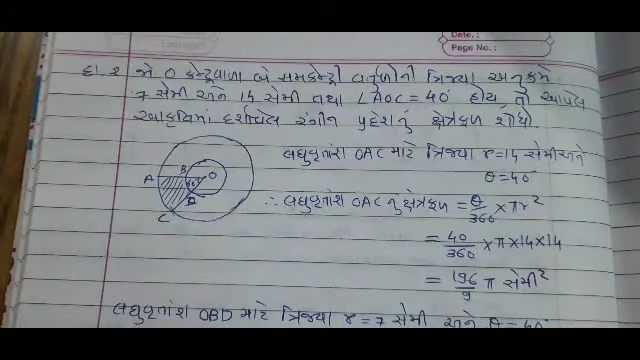 Date:
Page No.:
દા.2 જો O કેન્દ્રવાળા બે સમકેન્દ્રી વર્તુળોની ત્રિજ્યા અનુક્રમે
7 સેમી અને 14 સેમી તથા ∠AOC = 40° હોય, તો આપેલ
આકૃતિમાં દર્શાવેલ રંગીન પ્રદેશનું ક્ષેત્રફળ શોધો.
લઘુવૃત્તાંશ OAC માટે ત્રિજ્યા r=14 સેમી અને
θ=40°
A B O
40°
D
C
∴ લઘુવૃત્તાંશ OAC નું ક્ષેત્રફળ = θ/360 × πr²
= 40/360 × π × 14 × 14
= 196/9 π સેમી²
લઘુવૃત્તાંશ OBD માટે ત્રિજ્યા r = 7 સેમી અને θ = 40°